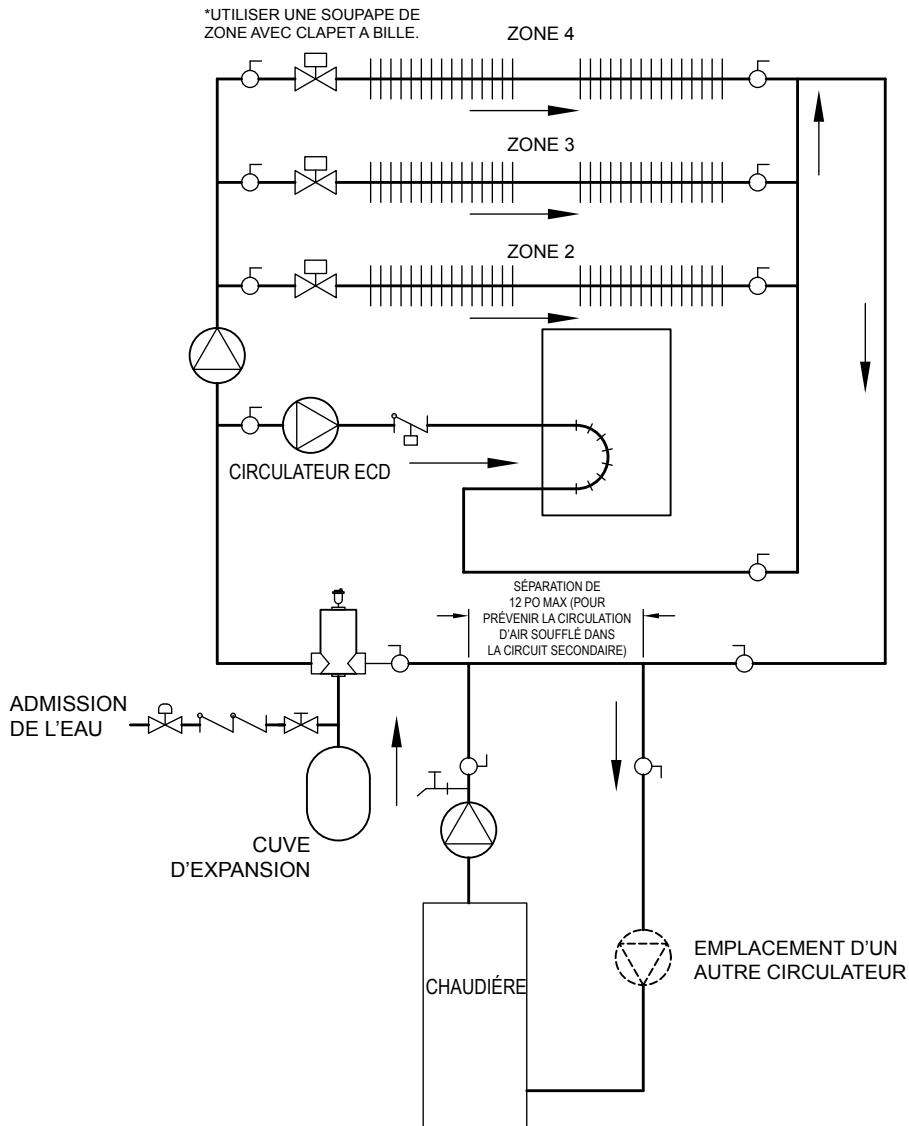 *UTILISER UNE SOUPAPE DE
ZONE AVEC CLAPET A BILLE.
ZONE 4
ZONE 3
ZONE 2
CIRCULATEUR ECD
SÉPARATION DE
12 PO MAX (POUR
PRÉVENIR LA CIRCULATION
D'AIR SOUFFLÉ DANS
LA CIRCUIT SECONDAIRE)
ADMISSION
DE L'EAU
CUVE
D'EXPANSION
CHAUDIÉRE
EMPLACEMENT D'UN
AUTRE CIRCULATEUR